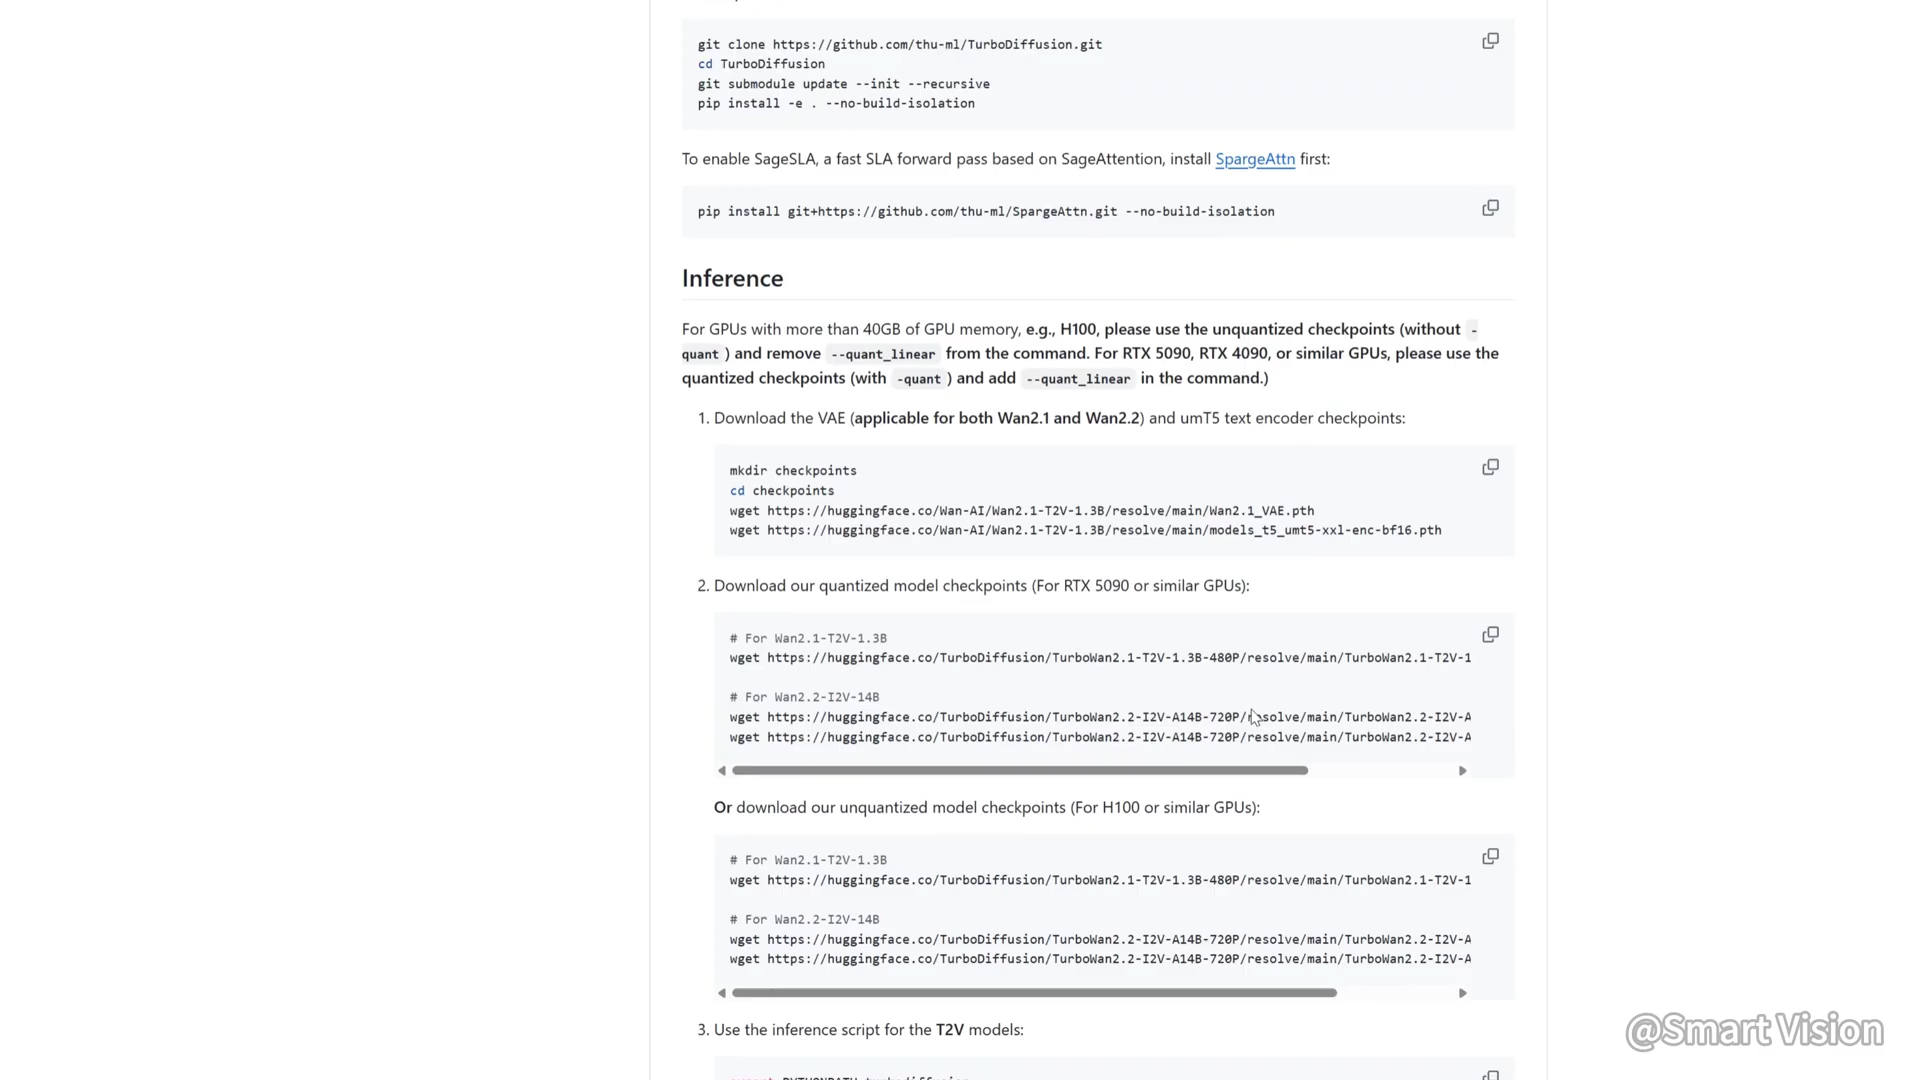 git clone https://github.com/thu-ml/TurboDiffusion.git
cd TurboDiffusion
git submodule update --init --recursive
pip install -e . --no-build-isolation
To enable SageSLA, a fast SLA forward pass based on SageAttention, install SpargeAttn first:
pip install git+https://github.com/thu-ml/SpargeAttn.git --no-build-isolation
Inference
For GPUs with more than 40GB of GPU memory, e.g., H100, please use the unquantized checkpoints (without -
quant ) and remove --quant_linear from the command. For RTX 5090, RTX 4090, or similar GPUs, please use the
quantized checkpoints (with -quant ) and add --quant_linear in the command.)
1. Download the VAE (applicable for both Wan2.1 and Wan2.2) and umT5 text encoder checkpoints:
mkdir checkpoints
cd checkpoints
wget https://huggingface.co/Wan-AI/Wan2.1-T2V-1.3B/resolve/main/Wan2.1_VAE.pth
wget https://huggingface.co/Wan-AI/Wan2.1-T2V-1.3B/resolve/main/models_t5_umt5-xxl-enc-bf16.pth
2. Download our quantized model checkpoints (For RTX 5090 or similar GPUs):
# For Wan2.1-T2V-1.3B
wget https://huggingface.co/TurboDiffusion/TurboWan2.1-T2V-1.3B-480P/resolve/main/TurboWan2.1-T2V-1
# For Wan2.2-I2V-14B
wget https://huggingface.co/TurboDiffusion/TurboWan2.2-I2V-A14B-720P/resolve/main/TurboWan2.2-I2V-A
wget https://huggingface.co/TurboDiffusion/TurboWan2.2-I2V-A14B-720P/resolve/main/TurboWan2.2-I2V-A
Or download our unquantized model checkpoints (For H100 or similar GPUs):
# For Wan2.1-T2V-1.3B
wget https://huggingface.co/TurboDiffusion/TurboWan2.1-T2V-1.3B-480P/resolve/main/TurboWan2.1-T2V-1
# For Wan2.2-I2V-14B
wget https://huggingface.co/TurboDiffusion/TurboWan2.2-I2V-A14B-720P/resolve/main/TurboWan2.2-I2V-A
wget https://huggingface.co/TurboDiffusion/TurboWan2.2-I2V-A14B-720P/resolve/main/TurboWan2.2-I2V-A
3. Use the inference script for the T2V models:
@Smart Vision